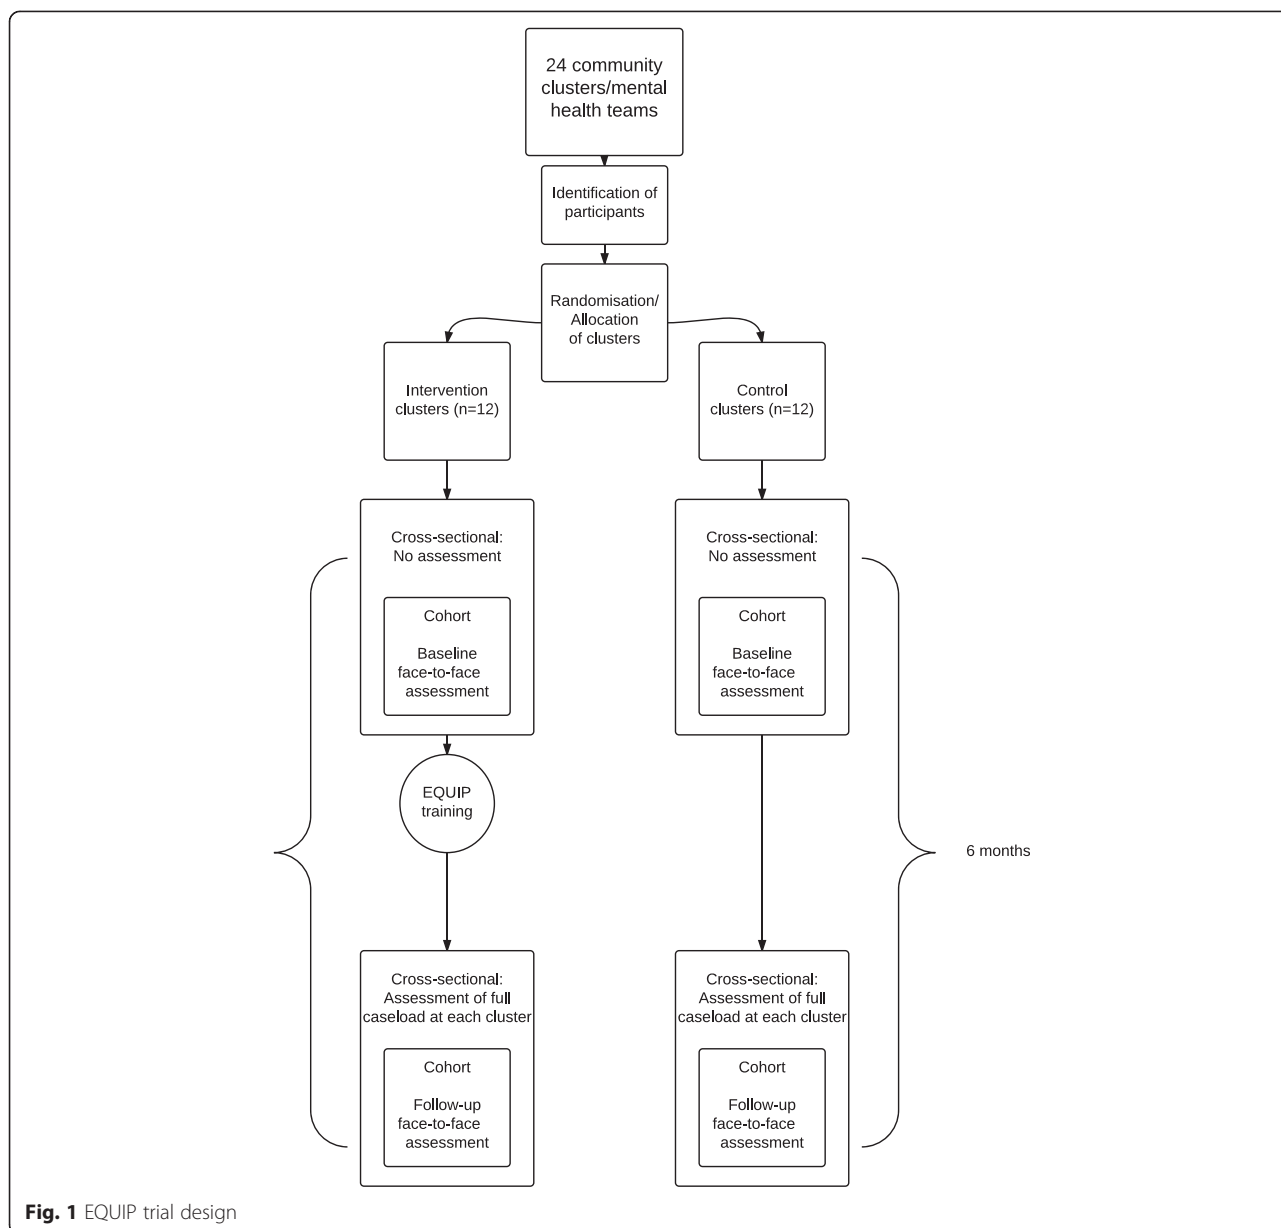 24 community
clusters/mental
health teams
Identification of
participants
Randomisation/
Allocation
of clusters
Intervention
clusters (n=12)
Control
clusters (n=12)
Cross-sectional:
No assessment
Cohort
Baseline
face-to-face
assessment
Cross-sectional:
No assessment
Cohort
Baseline
face-to-face
assessment
EQUIP
training
6 months
Cross-sectional:
Assessment of full
caseload at each cluster
Cohort
Follow-up
face-to-face
assessment
Cross-sectional:
Assessment of full
caseload at each cluster
Cohort
Follow-up
face-to-face
assessment
Fig. 1 EQUIP trial design